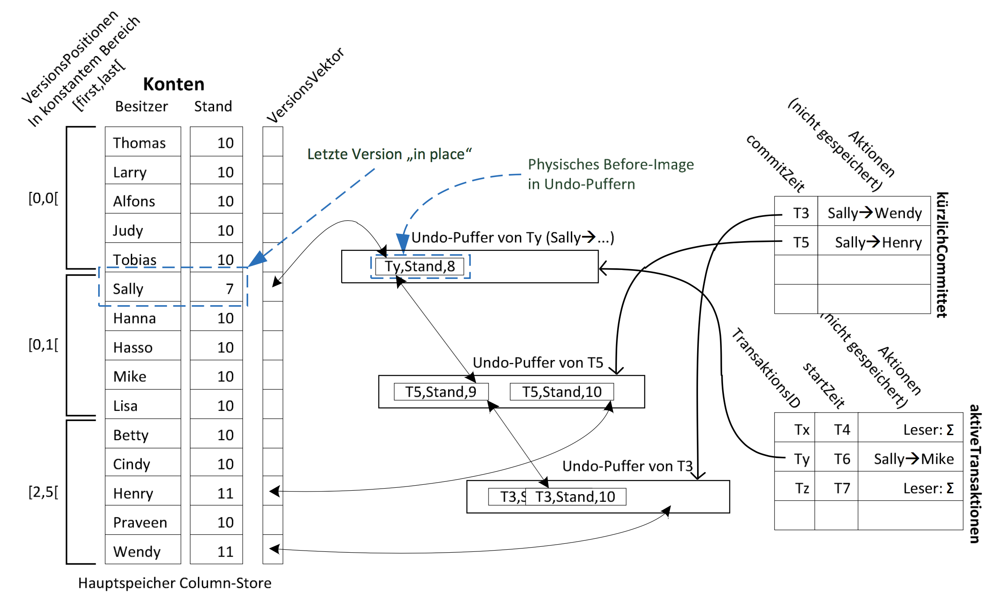 VersionsPositionen
In konstantem Bereich
[first,last[
Konten
Besitzer Stand
VersionsVektor
Thomas 10
Larry 10
Alfons 10
Judy 10
Tobias 10
Sally 7
Hanna 10
Hasso 10
Mike 10
Lisa 10
Betty 10
Cindy 10
Henry 11
Praveen 10
Wendy 11
[0,0[
[0,1[
[2,5[
Hauptspeicher Column-Store
Letzte Version „in place“
Physisches Before-Image
in Undo-Puffern
Undo-Puffer von Ty (Sally→...)
Ty,Stand,8
Undo-Puffer von T5
T5,Stand,9 T5,Stand,10
Undo-Puffer von T3
T3,S T3,Stand,10
commitZeit
Aktionen
(nicht gespeichert)
T3 Sally→Wendy
T5 Sally→Henry
kürzlichCommittet
TransaktionsID
startZeit
Aktionen
(nicht gespeichert)
Tx T4 Leser: Σ
Ty T6 Sally→Mike
Tz T7 Leser: Σ
aktiveTransaktionen